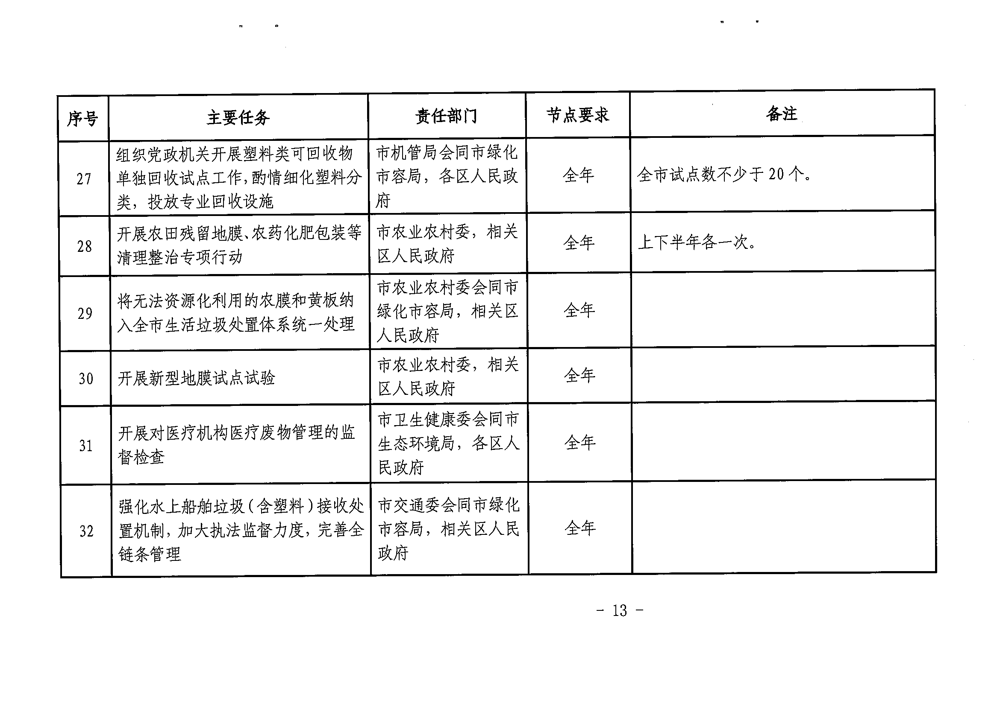 序号 主要任务 责任部门 节点要求 备注
27
组织党政机关开展塑料类可回收物
单独回收试点工作，酌情细化塑料分
类，投放专业回收设施
市机管局会同市绿化
市容局，各区人民政
府
全年
全市试点数不少于 20 个。
28
开展农田残留地膜、农药化肥包装等
清理整治专项行动
市农业农村委，相关
区人民政府
全年
上下半年各一次。
29
将无法资源化利用的农膜和黄板纳
入全市生活垃圾处置体系统一处理
市农业农村委会同市
绿化市容局，相关区
人民政府
全年
30
开展新型地膜试点试验
市农业农村委，相关
区人民政府
全年
31
开展对医疗机构医疗废物管理的监
督检查
市卫生健康委会同市
生态环境局，各区人
民政府
全年
32
强化水上船舶垃圾（含塑料）接收处
置机制，加大执法监督力度，完善全
链条管理
市交通委会同市绿化
市容局，相关区人民
政府
全年
- 13 -